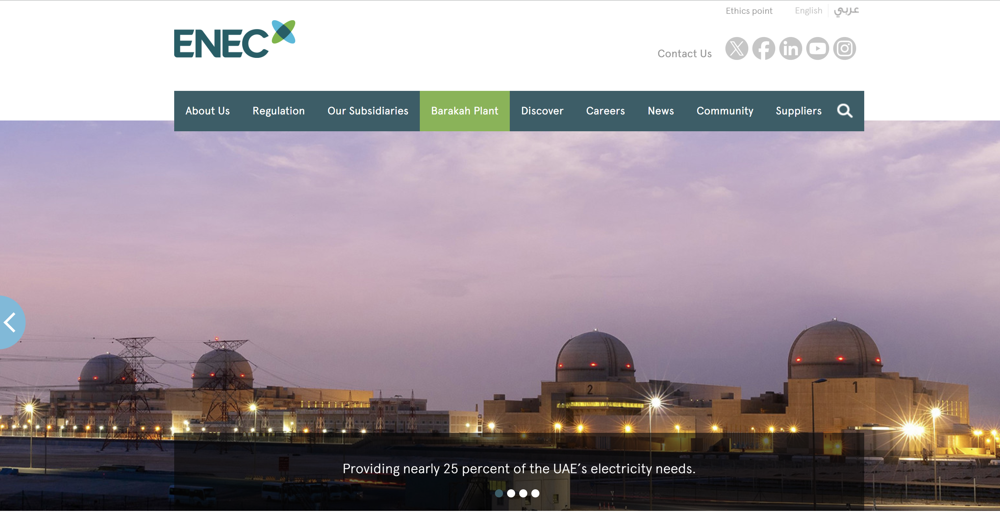 Ethics point English عربي
ENEC
Contact Us
About Us Regulation Our Subsidiaries Barakah Plant Discover Careers News Community Suppliers
3
2
1
Providing nearly 25 percent of the UAE’s electricity needs.